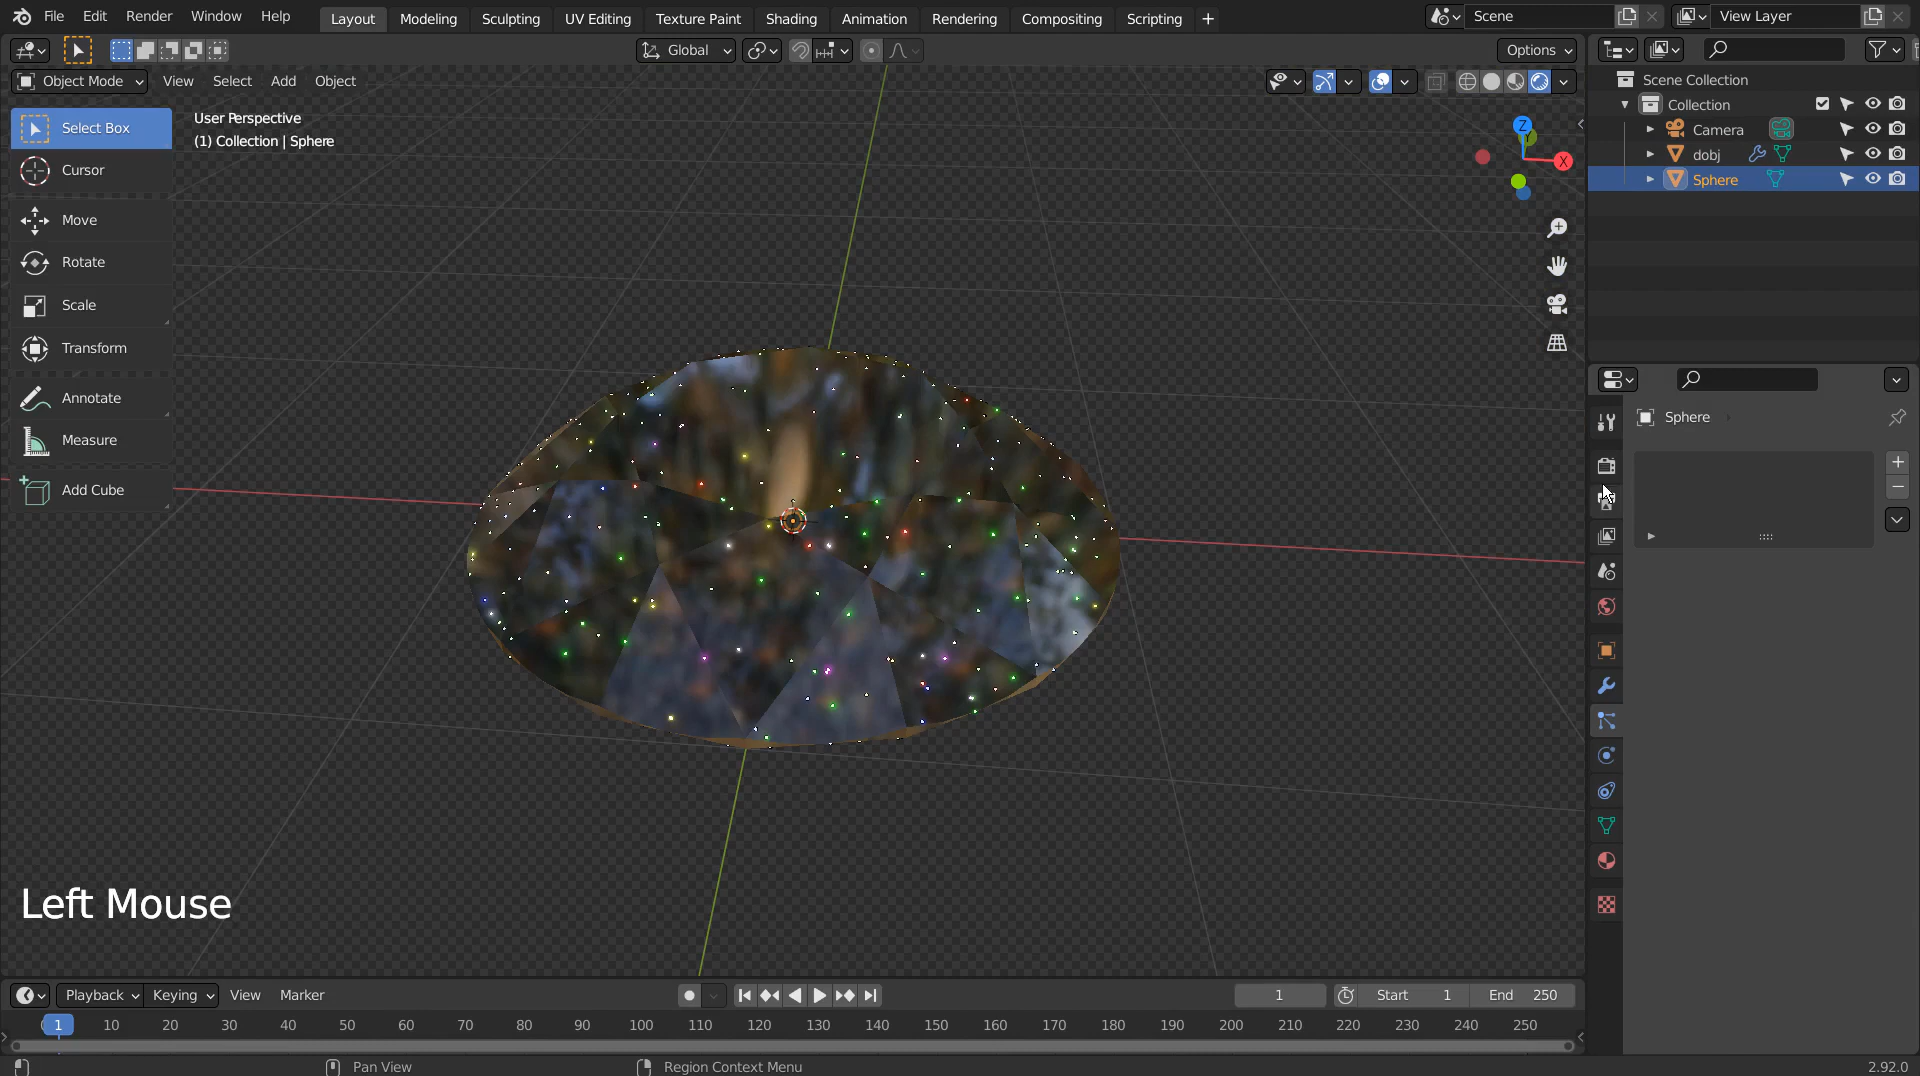 File Edit Render Window Help Layout Modeling Sculpting UV Editing Texture Paint Shading Animation Rendering Compositing Scripting + Scene View Layer
Global Options
Object Mode View Select Add Object
Scene Collection
Collection
Camera
dobj
Sphere
Select Box
Cursor
Move
Rotate
Scale
Transform
Annotate
Measure
Add Cube
User Perspective
(1) Collection | Sphere
Z
Y
X
Sphere
Left Mouse
Playback Keying View Marker 1 Start 1 End 250
1 10 20 30 40 50 60 70 80 90 100 110 120 130 140 150 160 170 180 190 200 210 220 230 240 250
Pan View Region Context Menu 2.92.0